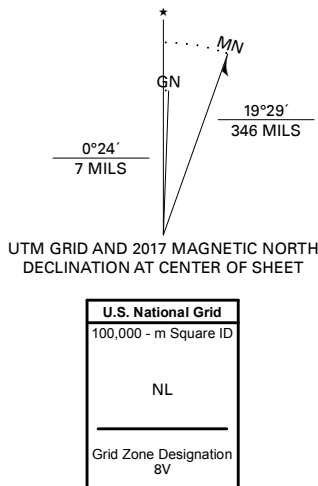 ★
MN
GN
19°29´
346 MILS
0°24´
7 MILS
UTM GRID AND 2017 MAGNETIC NORTH
DECLINATION AT CENTER OF SHEET
U.S. National Grid
100,000 - m Square ID
NL
Grid Zone Designation
8V